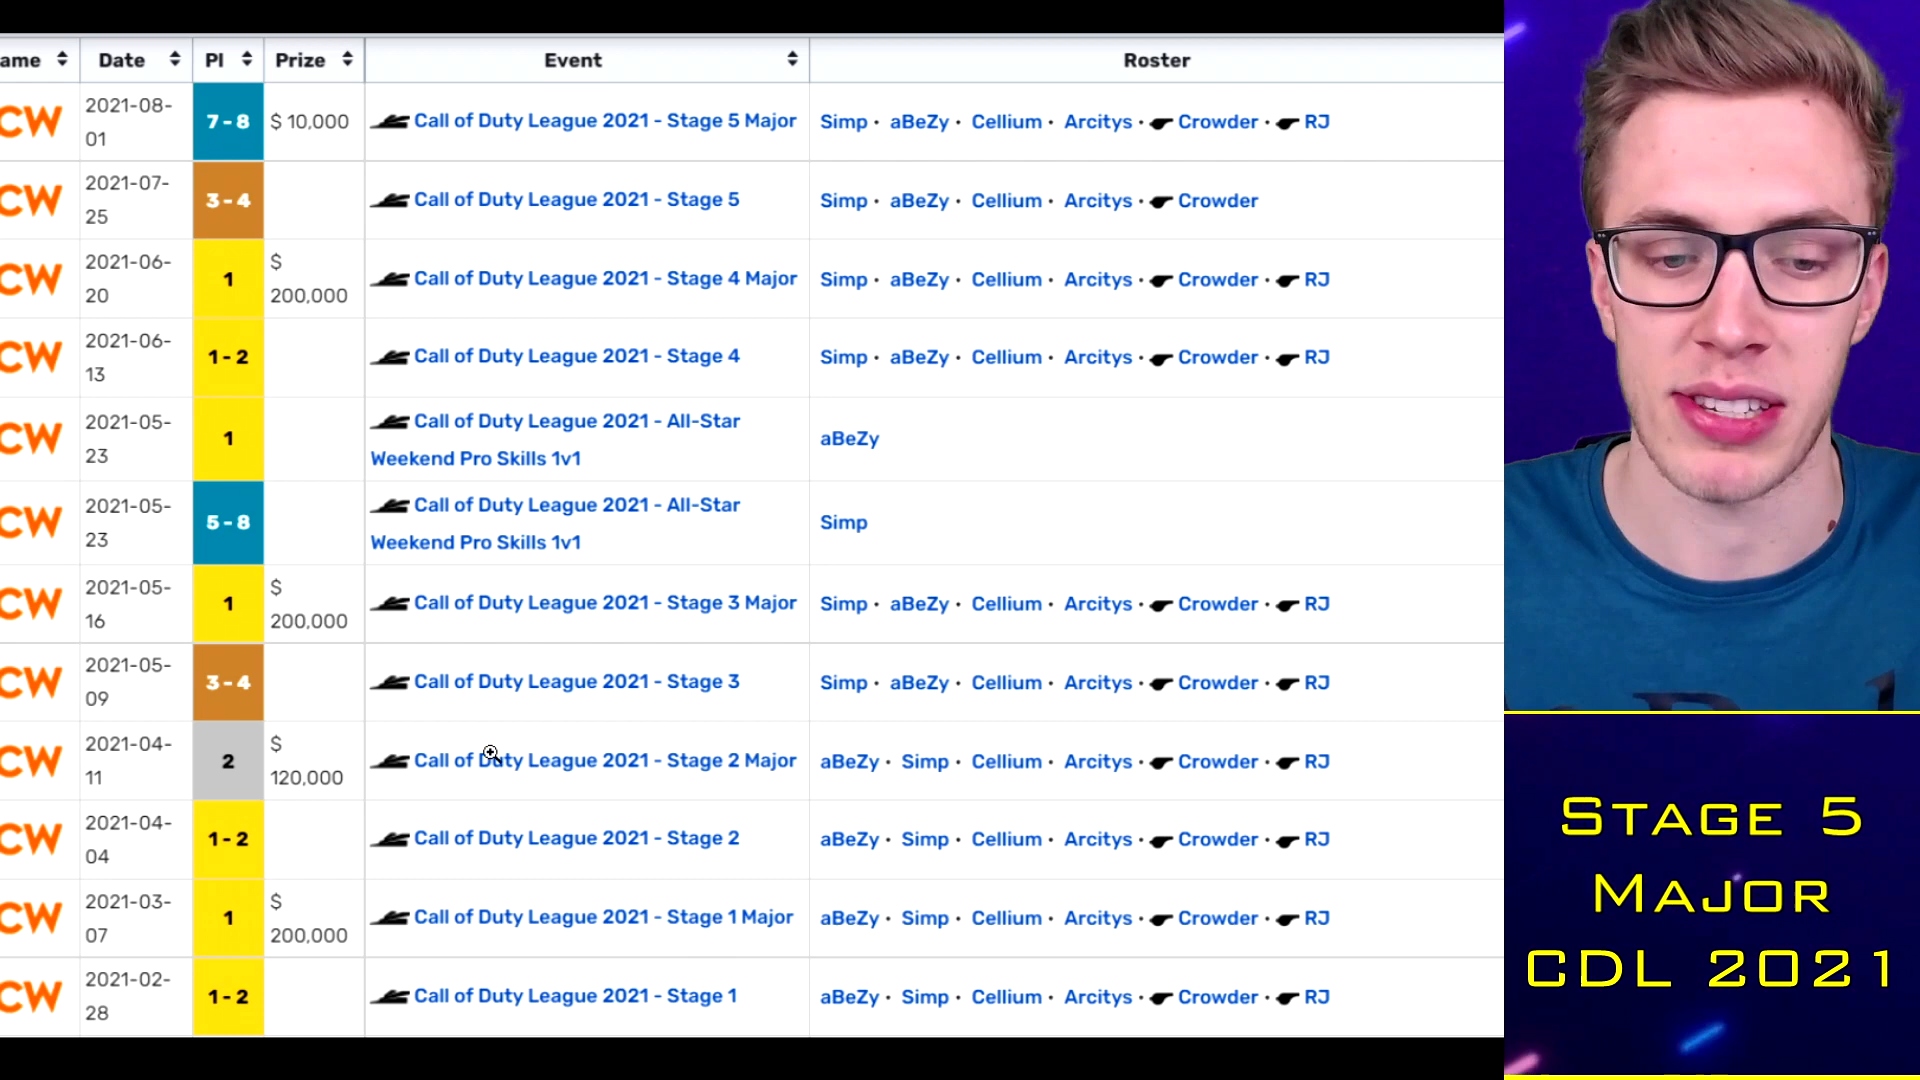 ame Date Pl Prize Event Roster
CW 2021-08-01 7 - 8 $ 10,000 Call of Duty League 2021 - Stage 5 Major Simp · aBeZy · Cellium · Arcitys · Crowder · RJ
CW 2021-07-25 3 - 4 Call of Duty League 2021 - Stage 5 Simp · aBeZy · Cellium · Arcitys · Crowder
CW 2021-06-20 1 $ 200,000 Call of Duty League 2021 - Stage 4 Major Simp · aBeZy · Cellium · Arcitys · Crowder · RJ
CW 2021-06-13 1 - 2 Call of Duty League 2021 - Stage 4 Simp · aBeZy · Cellium · Arcitys · Crowder · RJ
CW 2021-05-23 1 Call of Duty League 2021 - All-Star Weekend Pro Skills 1v1 aBeZy
CW 2021-05-23 5 - 8 Call of Duty League 2021 - All-Star Weekend Pro Skills 1v1 Simp
CW 2021-05-16 1 $ 200,000 Call of Duty League 2021 - Stage 3 Major Simp · aBeZy · Cellium · Arcitys · Crowder · RJ
CW 2021-05-09 3 - 4 Call of Duty League 2021 - Stage 3 Simp · aBeZy · Cellium · Arcitys · Crowder · RJ
CW 2021-04-11 2 $ 120,000 Call of Duty League 2021 - Stage 2 Major aBeZy · Simp · Cellium · Arcitys · Crowder · RJ
CW 2021-04-04 1 - 2 Call of Duty League 2021 - Stage 2 aBeZy · Simp · Cellium · Arcitys · Crowder · RJ
CW 2021-03-07 1 $ 200,000 Call of Duty League 2021 - Stage 1 Major aBeZy · Simp · Cellium · Arcitys · Crowder · RJ
CW 2021-02-28 1 - 2 Call of Duty League 2021 - Stage 1 aBeZy · Simp · Cellium · Arcitys · Crowder · RJ
STAGE 5
MAJOR
CDL 2021